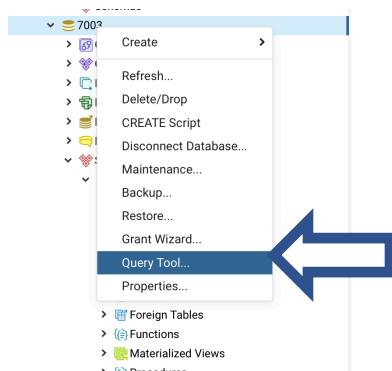 7003
Create
Refresh...
Delete/Drop
CREATE Script
Disconnect Database...
Maintenance...
Backup...
Restore...
Grant Wizard...
Query Tool...
Properties...
Foreign Tables
Functions
Materialized Views